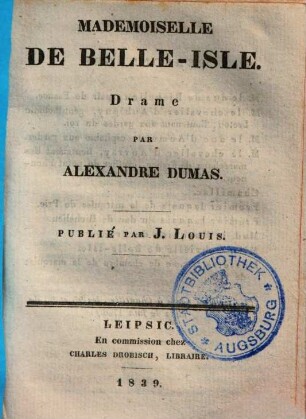 MADEMOISELLE
DE BELLE-ISLE.
Drame
PAR
ALEXANDRE DUMAS.
PUBLIÉ PAR J. LOUIS.
STADTBIBLIOTHEK
AUGSBURG
LEIPSIC.
En commission chez
CHARLES DROBISCH, LIBRAIRE.
1839.